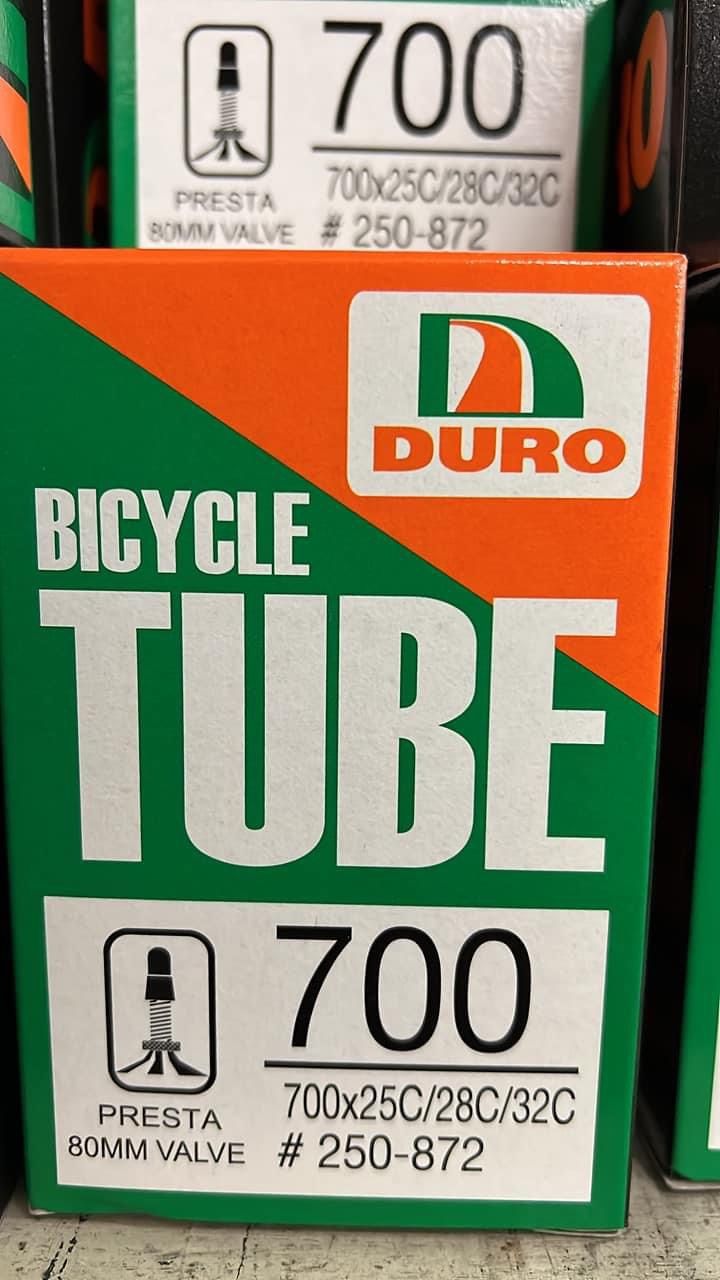 700
700x25C/28C/32C
PRESTA
80MM VALVE
# 250-872
DURO
BICYCLE
TUBE
700
700x25C/28C/32C
PRESTA
80MM VALVE
# 250-872